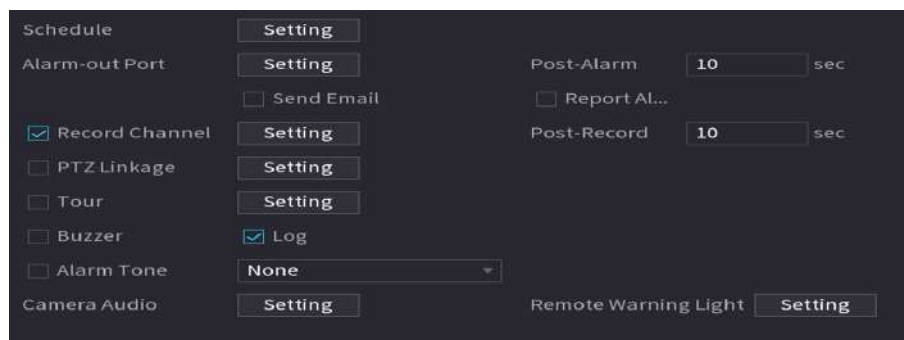 Schedule Setting
Alarm-out Port Setting Post-Alarm 10 sec
Send Email Report Al...
Record Channel Setting Post-Record 10 sec
PTZ Linkage Setting
Tour Setting
Buzzer Log
Alarm Tone None
Camera Audio Setting Remote Warning Light Setting